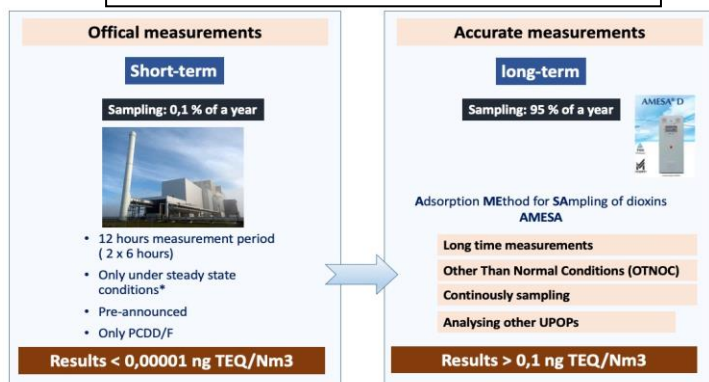 Offical measurements
Short-term
Sampling: 0,1 % of a year
• 12 hours measurement period
( 2 x 6 hours)
• Only under steady state
conditions*
• Pre-announced
• Only PCDD/F
Results < 0,00001 ng TEQ/Nm3
Accurate measurements
long-term
Sampling: 95 % of a year
AMESA® D
Adsorption MEthod for SAmpling of dioxins
AMESA
Long time measurements
Other Than Normal Conditions (OTNOC)
Continously sampling
Analysing other UPOPs
Results > 0,1 ng TEQ/Nm3